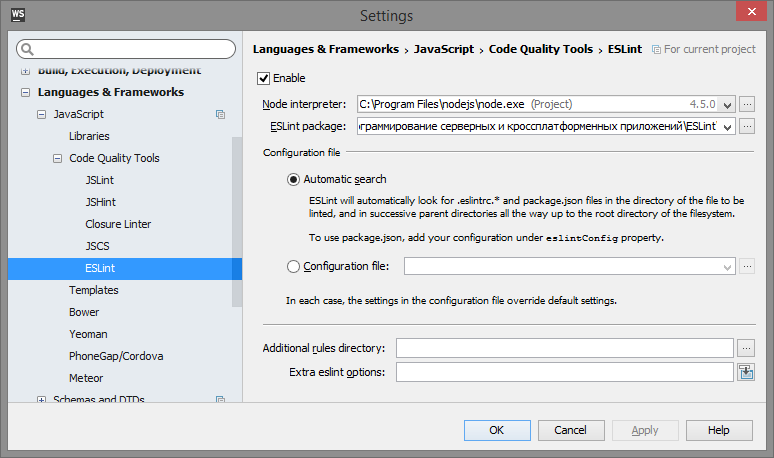 WS
Settings
Build, Execution, Deployment
Languages & Frameworks
JavaScript
Libraries
Code Quality Tools
JSLint
JSHint
Closure Linter
JSCS
ESLint
Templates
Bower
Yeoman
PhoneGap/Cordova
Meteor
Schemas and DTDs
Languages & Frameworks › JavaScript › Code Quality Tools › ESLint For current project
Enable
Node interpreter: C:\Program Files\nodejs\node.exe (Project) 4.5.0
ESLint package: ограммирование серверных и кроссплатформенных приложений\ESLint
Configuration file
Automatic search
ESLint will automatically look for .eslintrc.* and package.json files in the directory of the file to be
linted, and in successive parent directories all the way up to the root directory of the filesystem.
To use package.json, add your configuration under eslintConfig property.
Configuration file:
In each case, the settings in the configuration file override default settings.
Additional rules directory:
Extra eslint options:
OK Cancel Apply Help